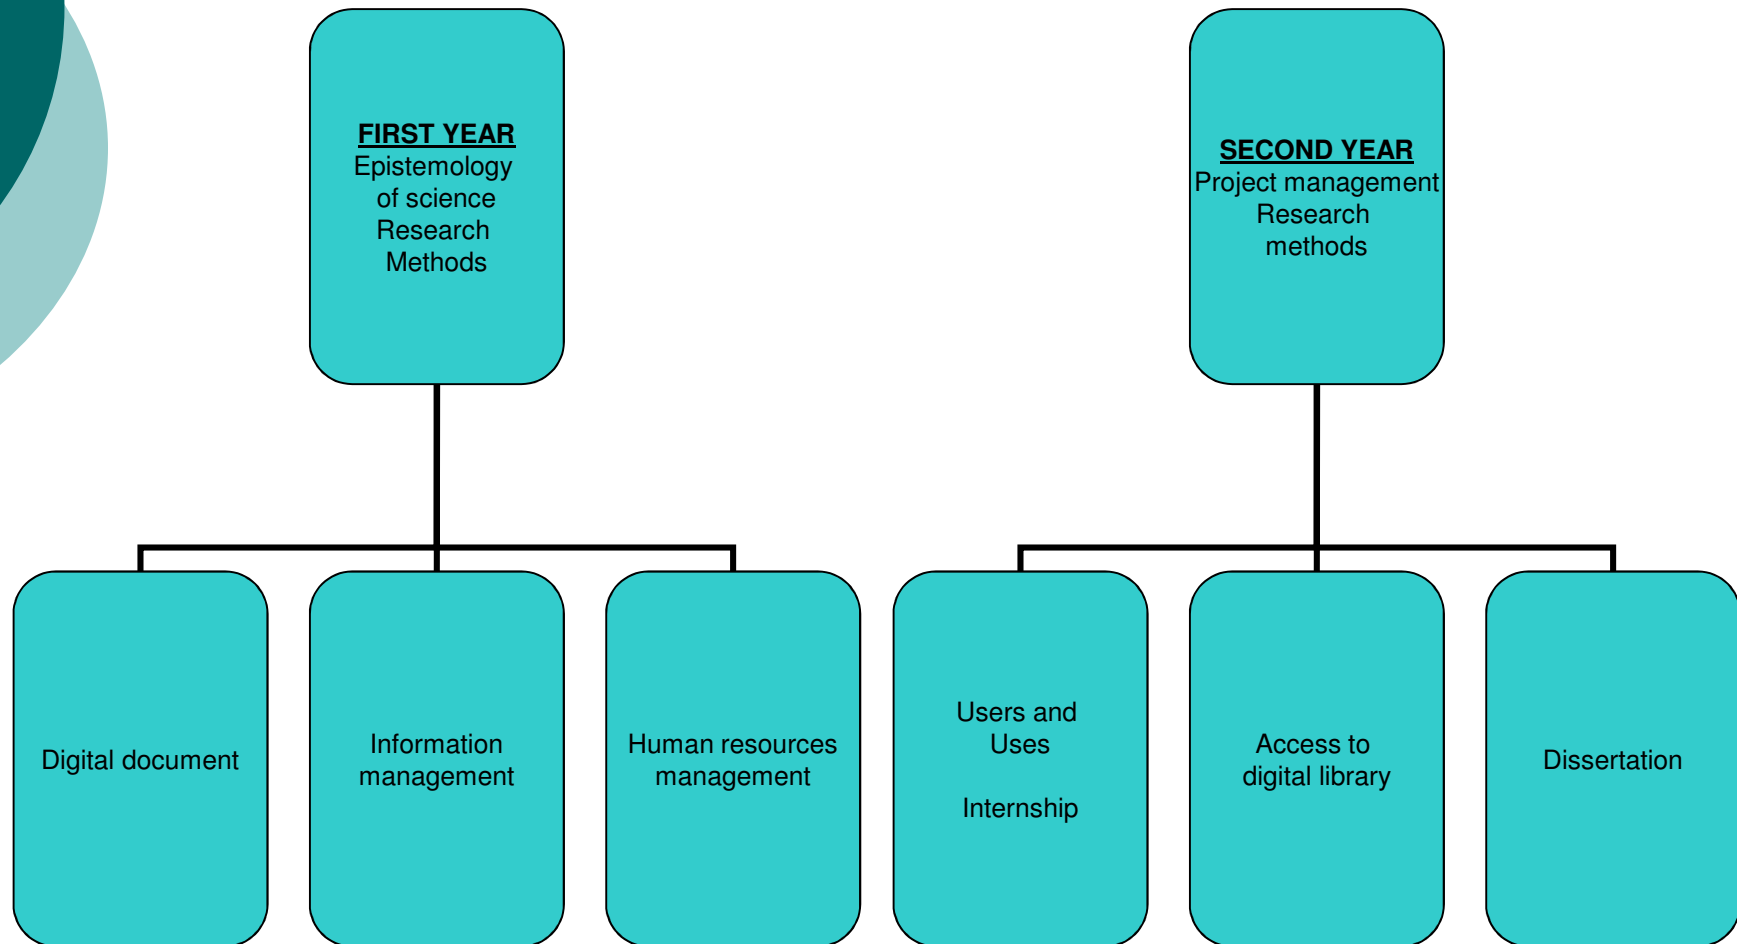 FIRST YEAR
Epistemology
of science
Research
Methods
SECOND YEAR
Project management
Research
methods
Digital document
Information
management
Human resources
management
Users and
Uses
Internship
Access to
digital library
Dissertation